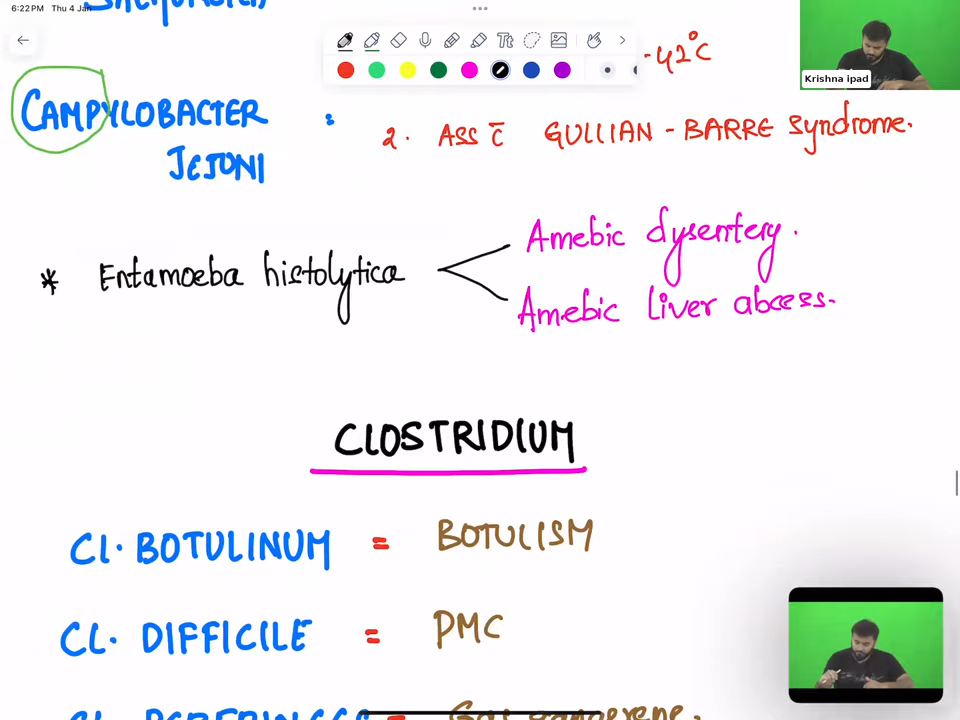 6:22 PM Thu 4 Jan
Tt
-42°C
Krishna ipad
CAMPYLOBACTER :
JEJUNI
2. ASS C̄ GULLIAN - BARRE Syndrome.
* Entamoeba histolytica
Amebic dysentery.
Amebic liver abcess.
CLOSTRIDIUM
Cl. BOTULINUM = BOTULISM
CL. DIFFICILE = PMC